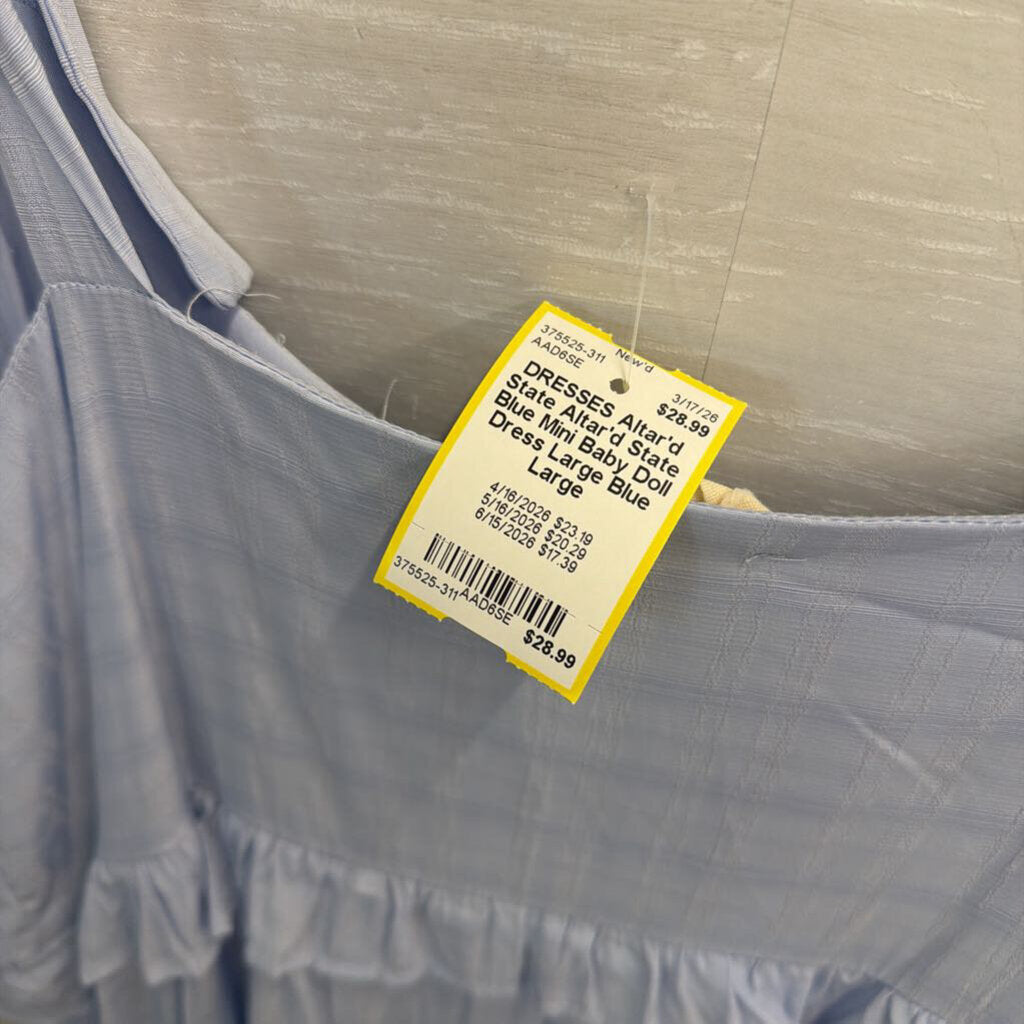 375525-311 New'd 3/17/26
AAD6SE $28.99
DRESSES Altar'd
State Altar'd State
Blue Mini Baby Doll
Dress Large Blue
Large
4/16/2026 $23.19
5/16/2026 $20.29
6/15/2026 $17.39
375525-311AAD6SE
$28.99